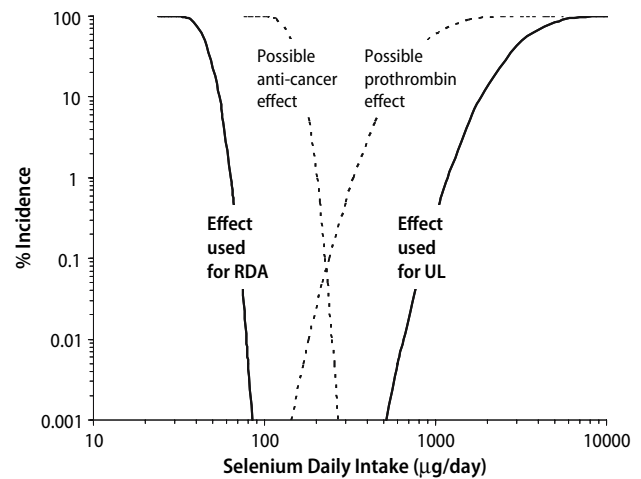 100
10
1
0.1
0.01
0.001
% Incidence
Possible
anti-cancer
effect
Possible
prothrombin
effect
Effect
used
for RDA
Effect
used
for UL
10
100
1000
10000
Selenium Daily Intake (μg/day)